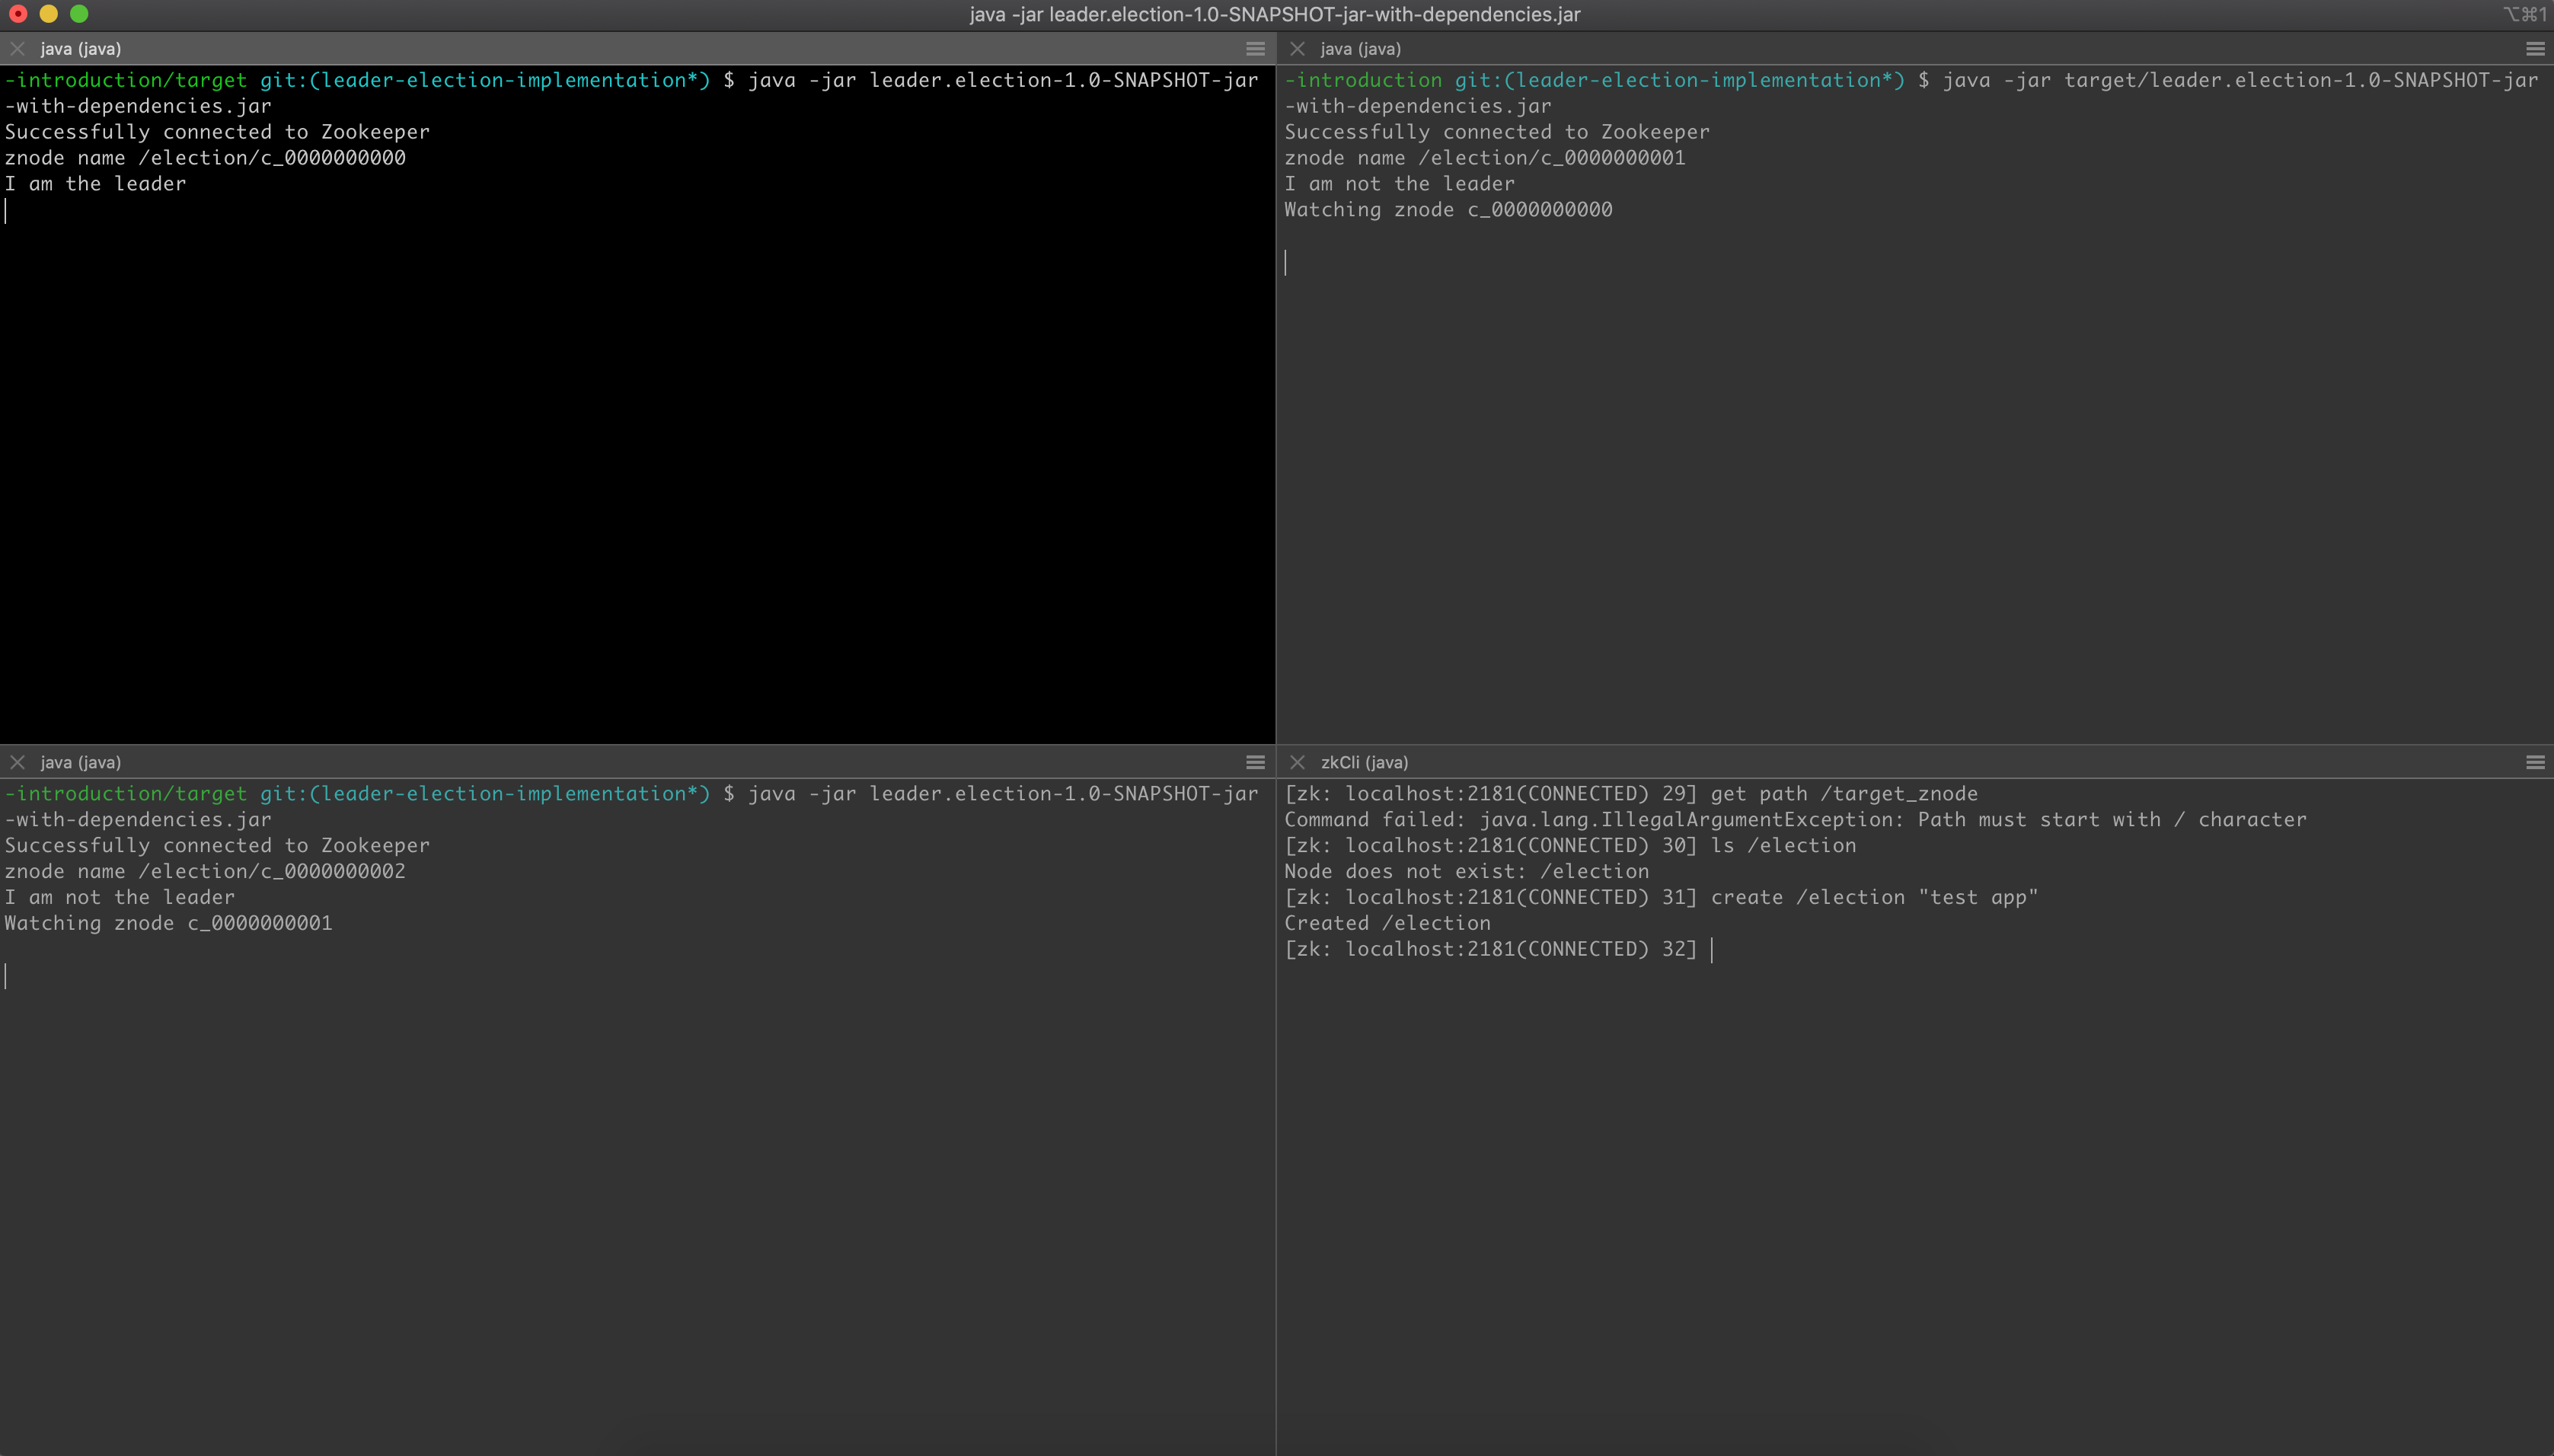 java -jar leader.election-1.0-SNAPSHOT-jar-with-dependencies.jar
⌥⌘1
java (java)
-introduction/target git:(leader-election-implementation*) $ java -jar leader.election-1.0-SNAPSHOT-jar
-with-dependencies.jar
Successfully connected to Zookeeper
znode name /election/c_0000000000
I am the leader
java (java)
-introduction git:(leader-election-implementation*) $ java -jar target/leader.election-1.0-SNAPSHOT-jar
-with-dependencies.jar
Successfully connected to Zookeeper
znode name /election/c_0000000001
I am not the leader
Watching znode c_0000000000
java (java)
-introduction/target git:(leader-election-implementation*) $ java -jar leader.election-1.0-SNAPSHOT-jar
-with-dependencies.jar
Successfully connected to Zookeeper
znode name /election/c_0000000002
I am not the leader
Watching znode c_0000000001
zkCli (java)
[zk: localhost:2181(CONNECTED) 29] get path /target_znode
Command failed: java.lang.IllegalArgumentException: Path must start with / character
[zk: localhost:2181(CONNECTED) 30] ls /election
Node does not exist: /election
[zk: localhost:2181(CONNECTED) 31] create /election "test app"
Created /election
[zk: localhost:2181(CONNECTED) 32]